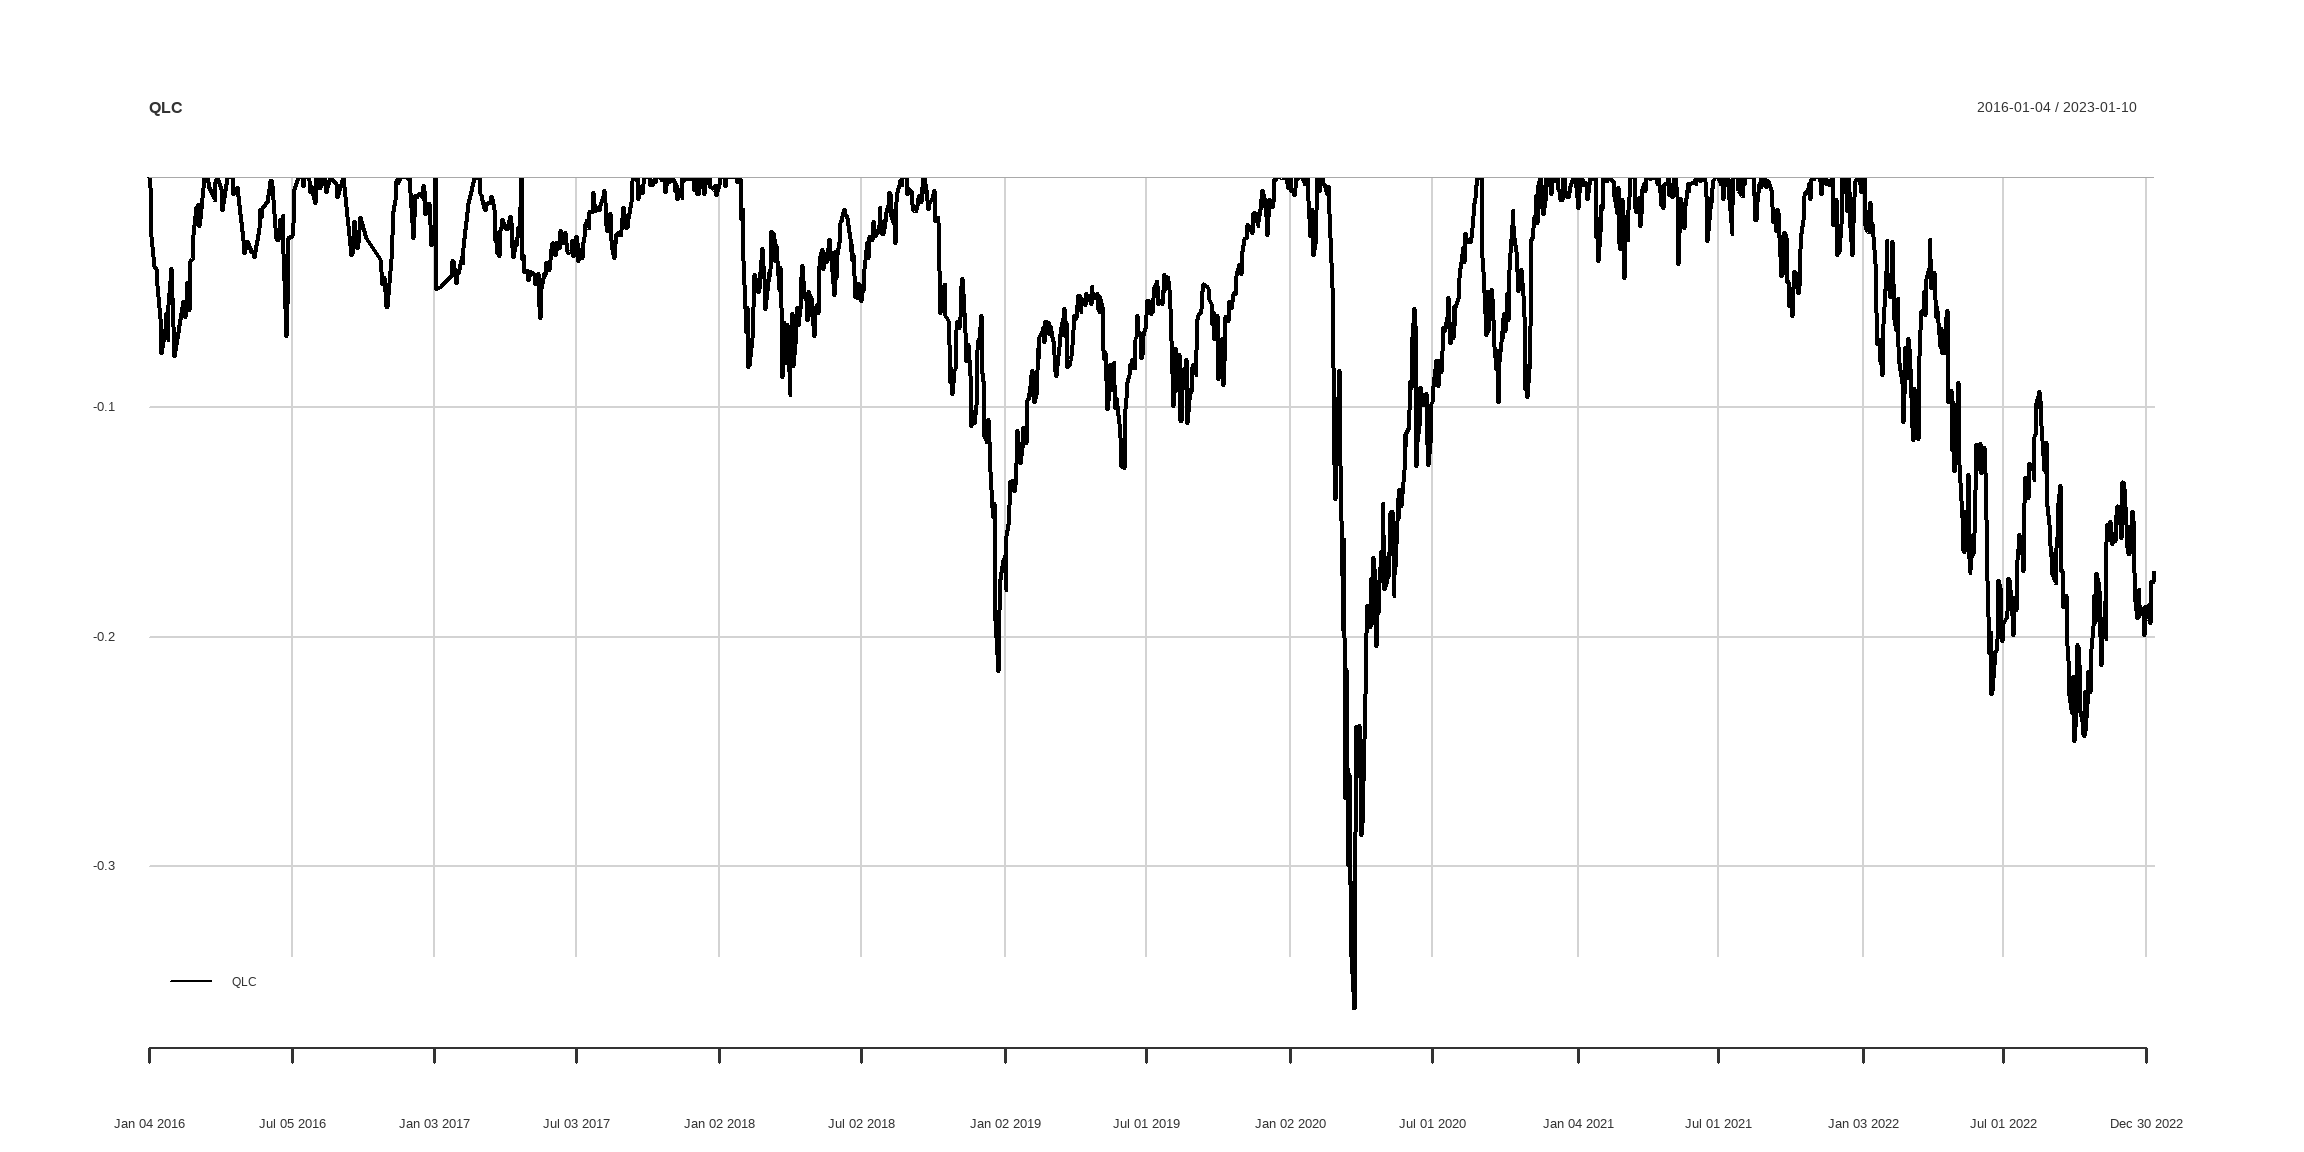 QLC
2016-01-04 / 2023-01-10
-0.1
-0.2
-0.3
QLC
Jan 04 2016
Jul 05 2016
Jan 03 2017
Jul 03 2017
Jan 02 2018
Jul 02 2018
Jan 02 2019
Jul 01 2019
Jan 02 2020
Jul 01 2020
Jan 04 2021
Jul 01 2021
Jan 03 2022
Jul 01 2022
Dec 30 2022